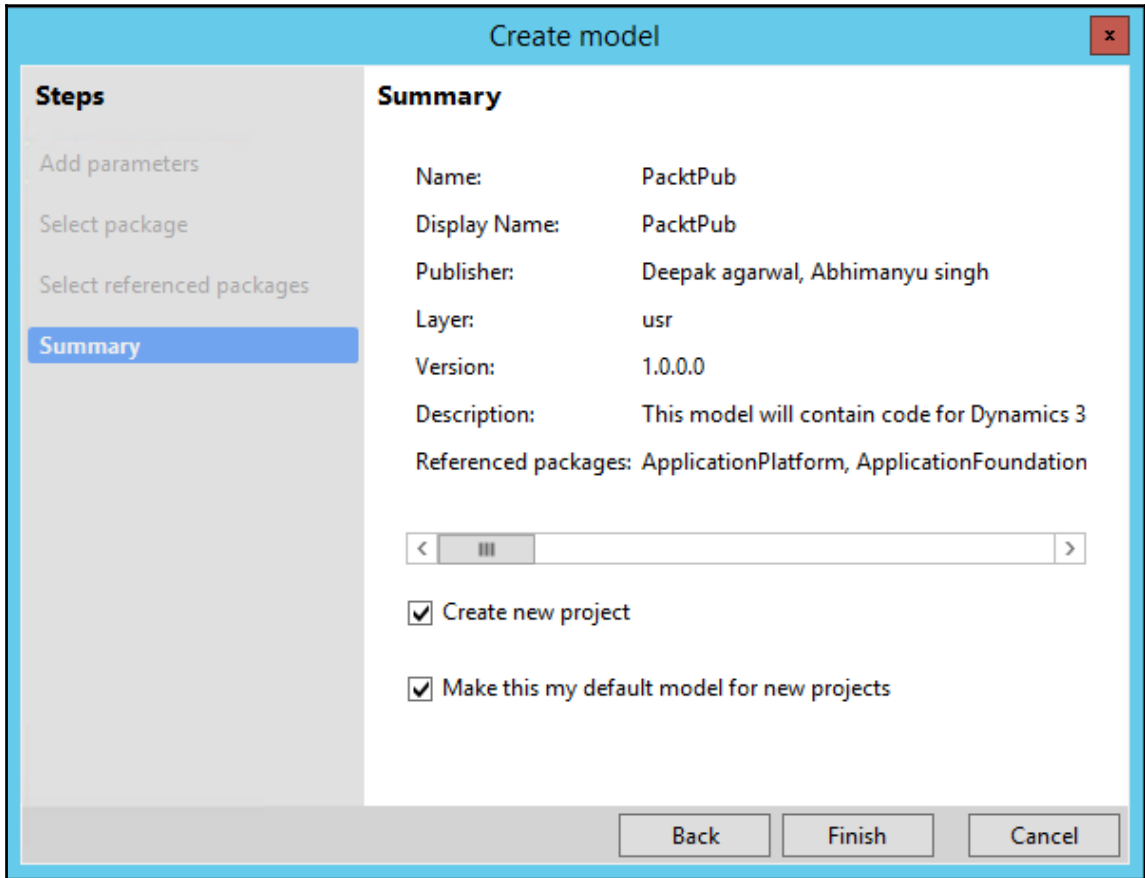 Create model
x
Steps
Add parameters
Select package
Select referenced packages
Summary
Summary
Name: PacktPub
Display Name: PacktPub
Publisher: Deepak agarwal, Abhimanyu singh
Layer: usr
Version: 1.0.0.0
Description: This model will contain code for Dynamics 3
Referenced packages: ApplicationPlatform, ApplicationFoundation
Create new project
Make this my default model for new projects
Back Finish Cancel